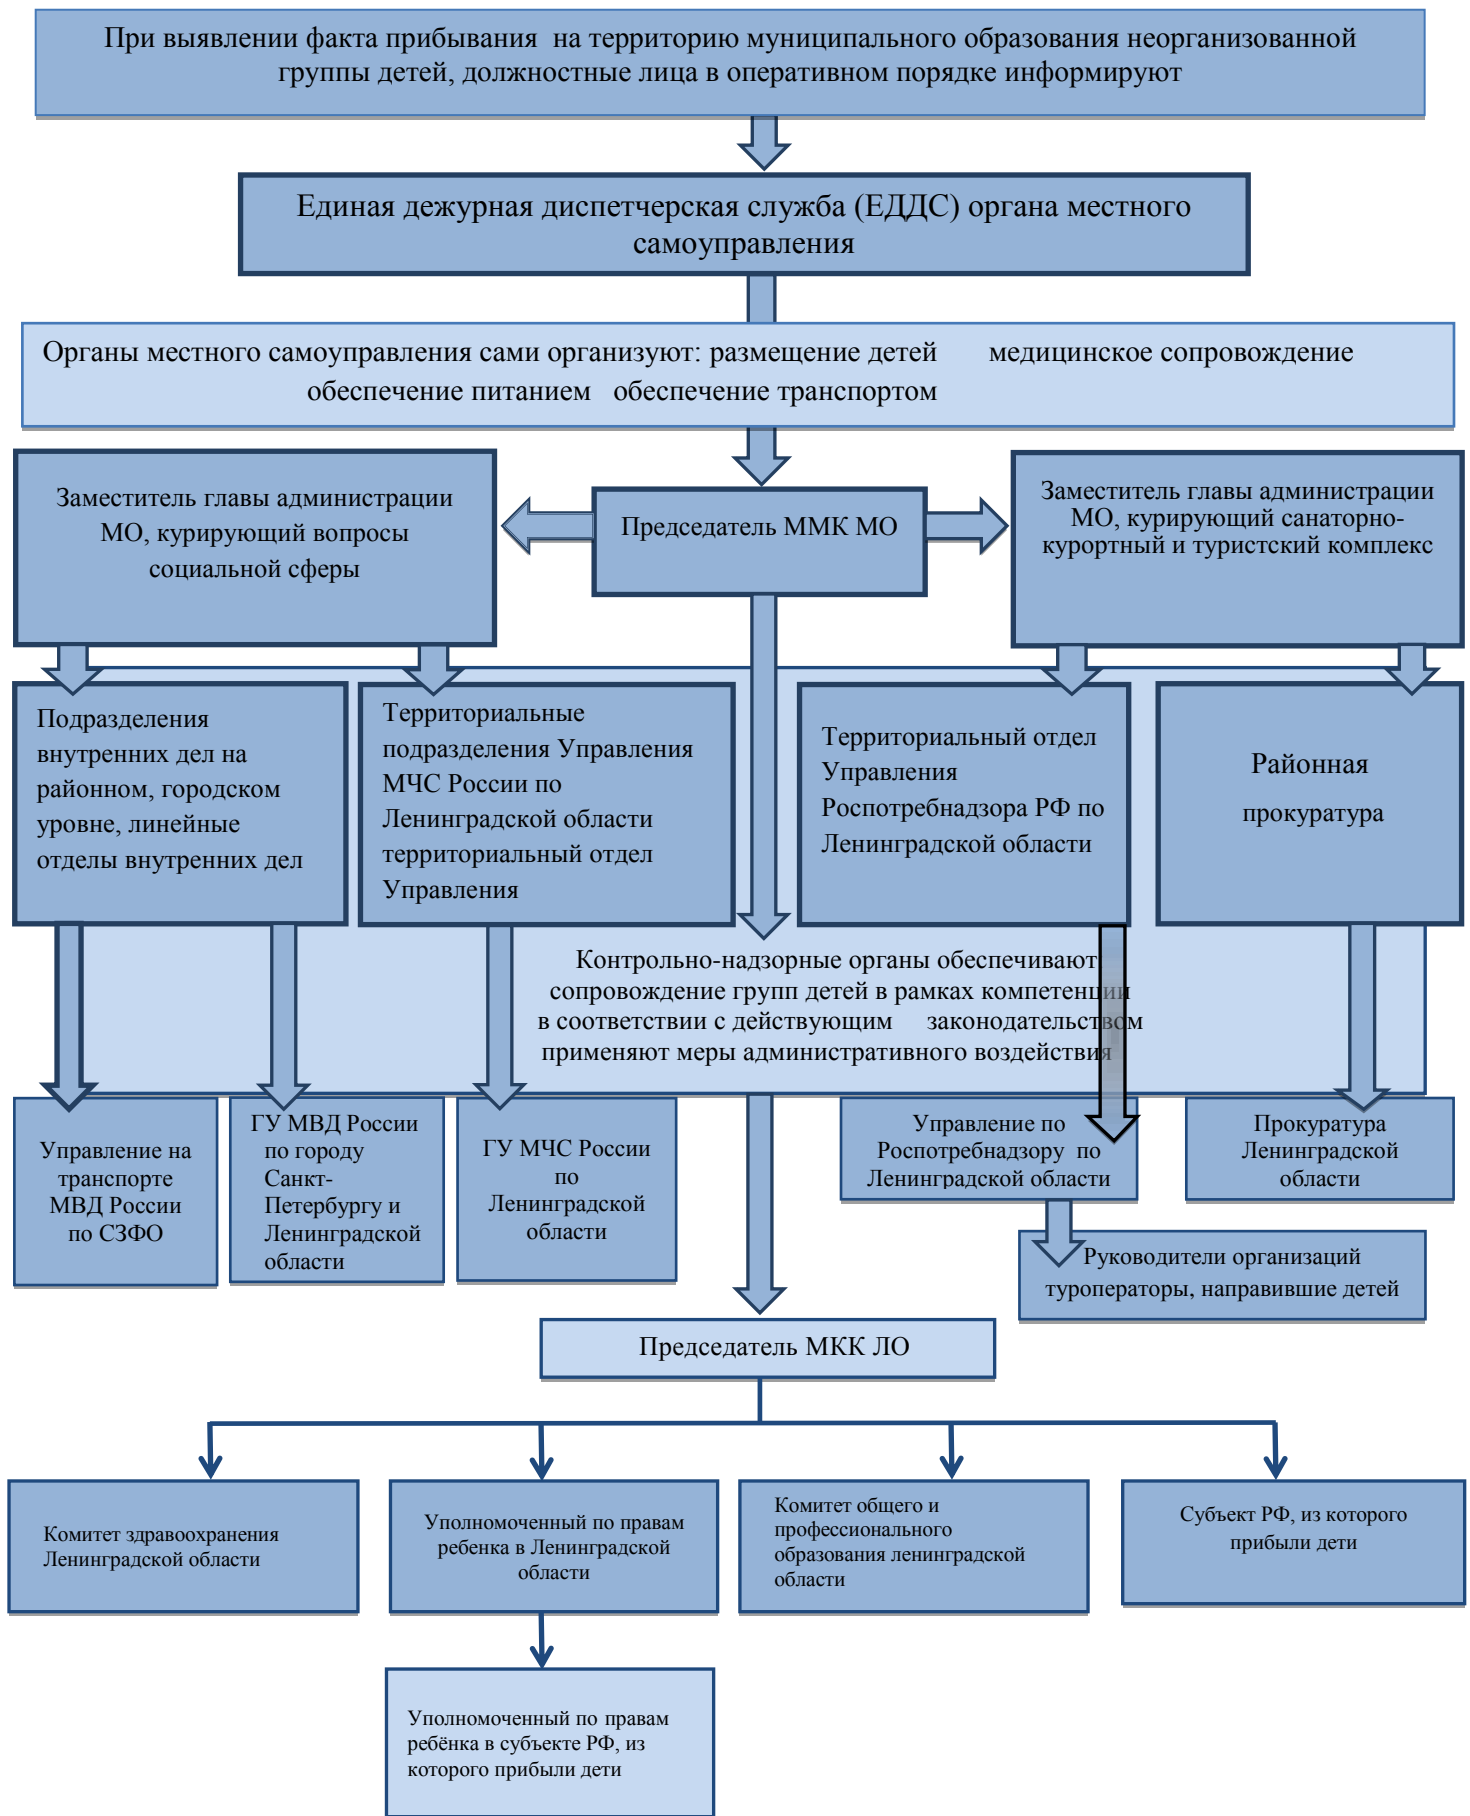 При выявлении факта прибывания на территорию муниципального образования неорганизованной
группы детей, должностные лица в оперативном порядке информируют
Единая дежурная диспетчерская служба (ЕДДС) органа местного
самоуправления
Органы местного самоуправления сами организуют: размещение детей медицинское сопровождение
обеспечение питанием обеспечение транспортом
Заместитель главы администрации
МО, курирующий вопросы
социальной сферы
Председатель ММК МО
Заместитель главы администрации
МО, курирующий санаторно-
курортный и туристский комплекс
Подразделения
внутренних дел на
районном, городском
уровне, линейные
отделы внутренних дел
Территориальные
подразделения Управления
МЧС России по
Ленинградской области
территориальный отдел
Управления
Территориальный отдел
Управления
Роспотребнадзора РФ по
Ленинградской области
Районная
прокуратура
Контрольно-надзорные органы обеспечивают
сопровождение групп детей в рамках компетенции
в соответствии с действующим законодательством
применяют меры административного воздействия
Управление на
транспорте
МВД России
по СЗФО
ГУ МВД России
по городу
Санкт-
Петербургу и
Ленинградской
области
ГУ МЧС России
по
Ленинградской
области
Управление по
Роспотребнадзору по
Ленинградской области
Прокуратура
Ленинградской
области
Руководители организаций
туроператоры, направившие детей
Председатель МКК ЛО
Комитет здравоохранения
Ленинградской области
Уполномоченный по правам
ребенка в Ленинградской
области
Комитет общего и
профессионального
образования ленинградской
области
Субъект РФ, из которого
прибыли дети
Уполномоченный по правам
ребёнка в субъекте РФ, из
которого прибыли дети